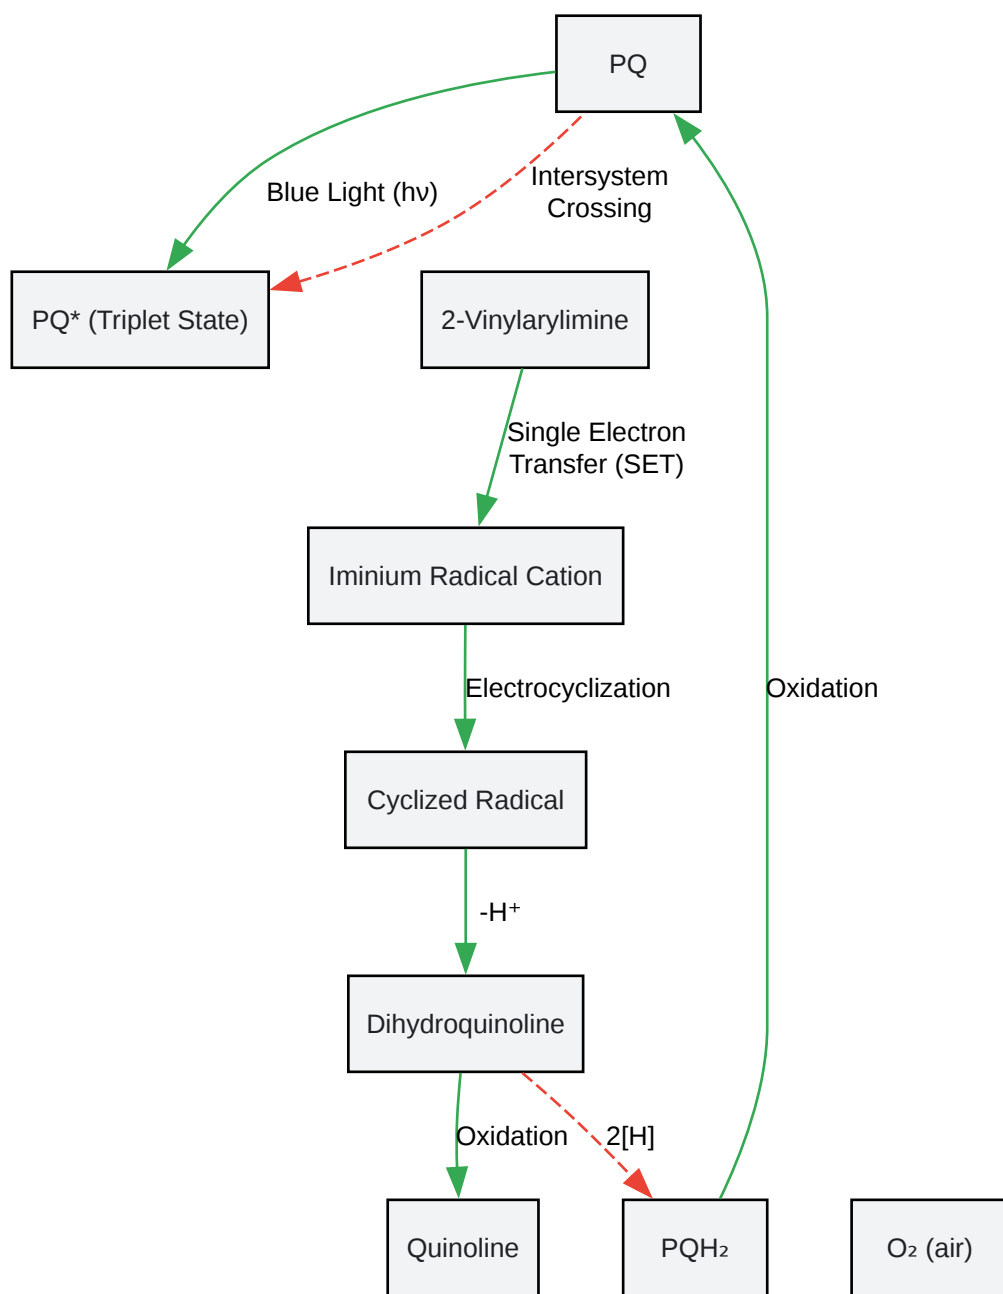 PQ
Blue Light (hν)
Intersystem
Crossing
PQ* (Triplet State)
2-Vinylarylimine
Single Electron
Transfer (SET)
Iminium Radical Cation
Electrocyclization
Oxidation
Cyclized Radical
-H⁺
Dihydroquinoline
Oxidation
2[H]
Quinoline
PQH₂
O₂ (air)